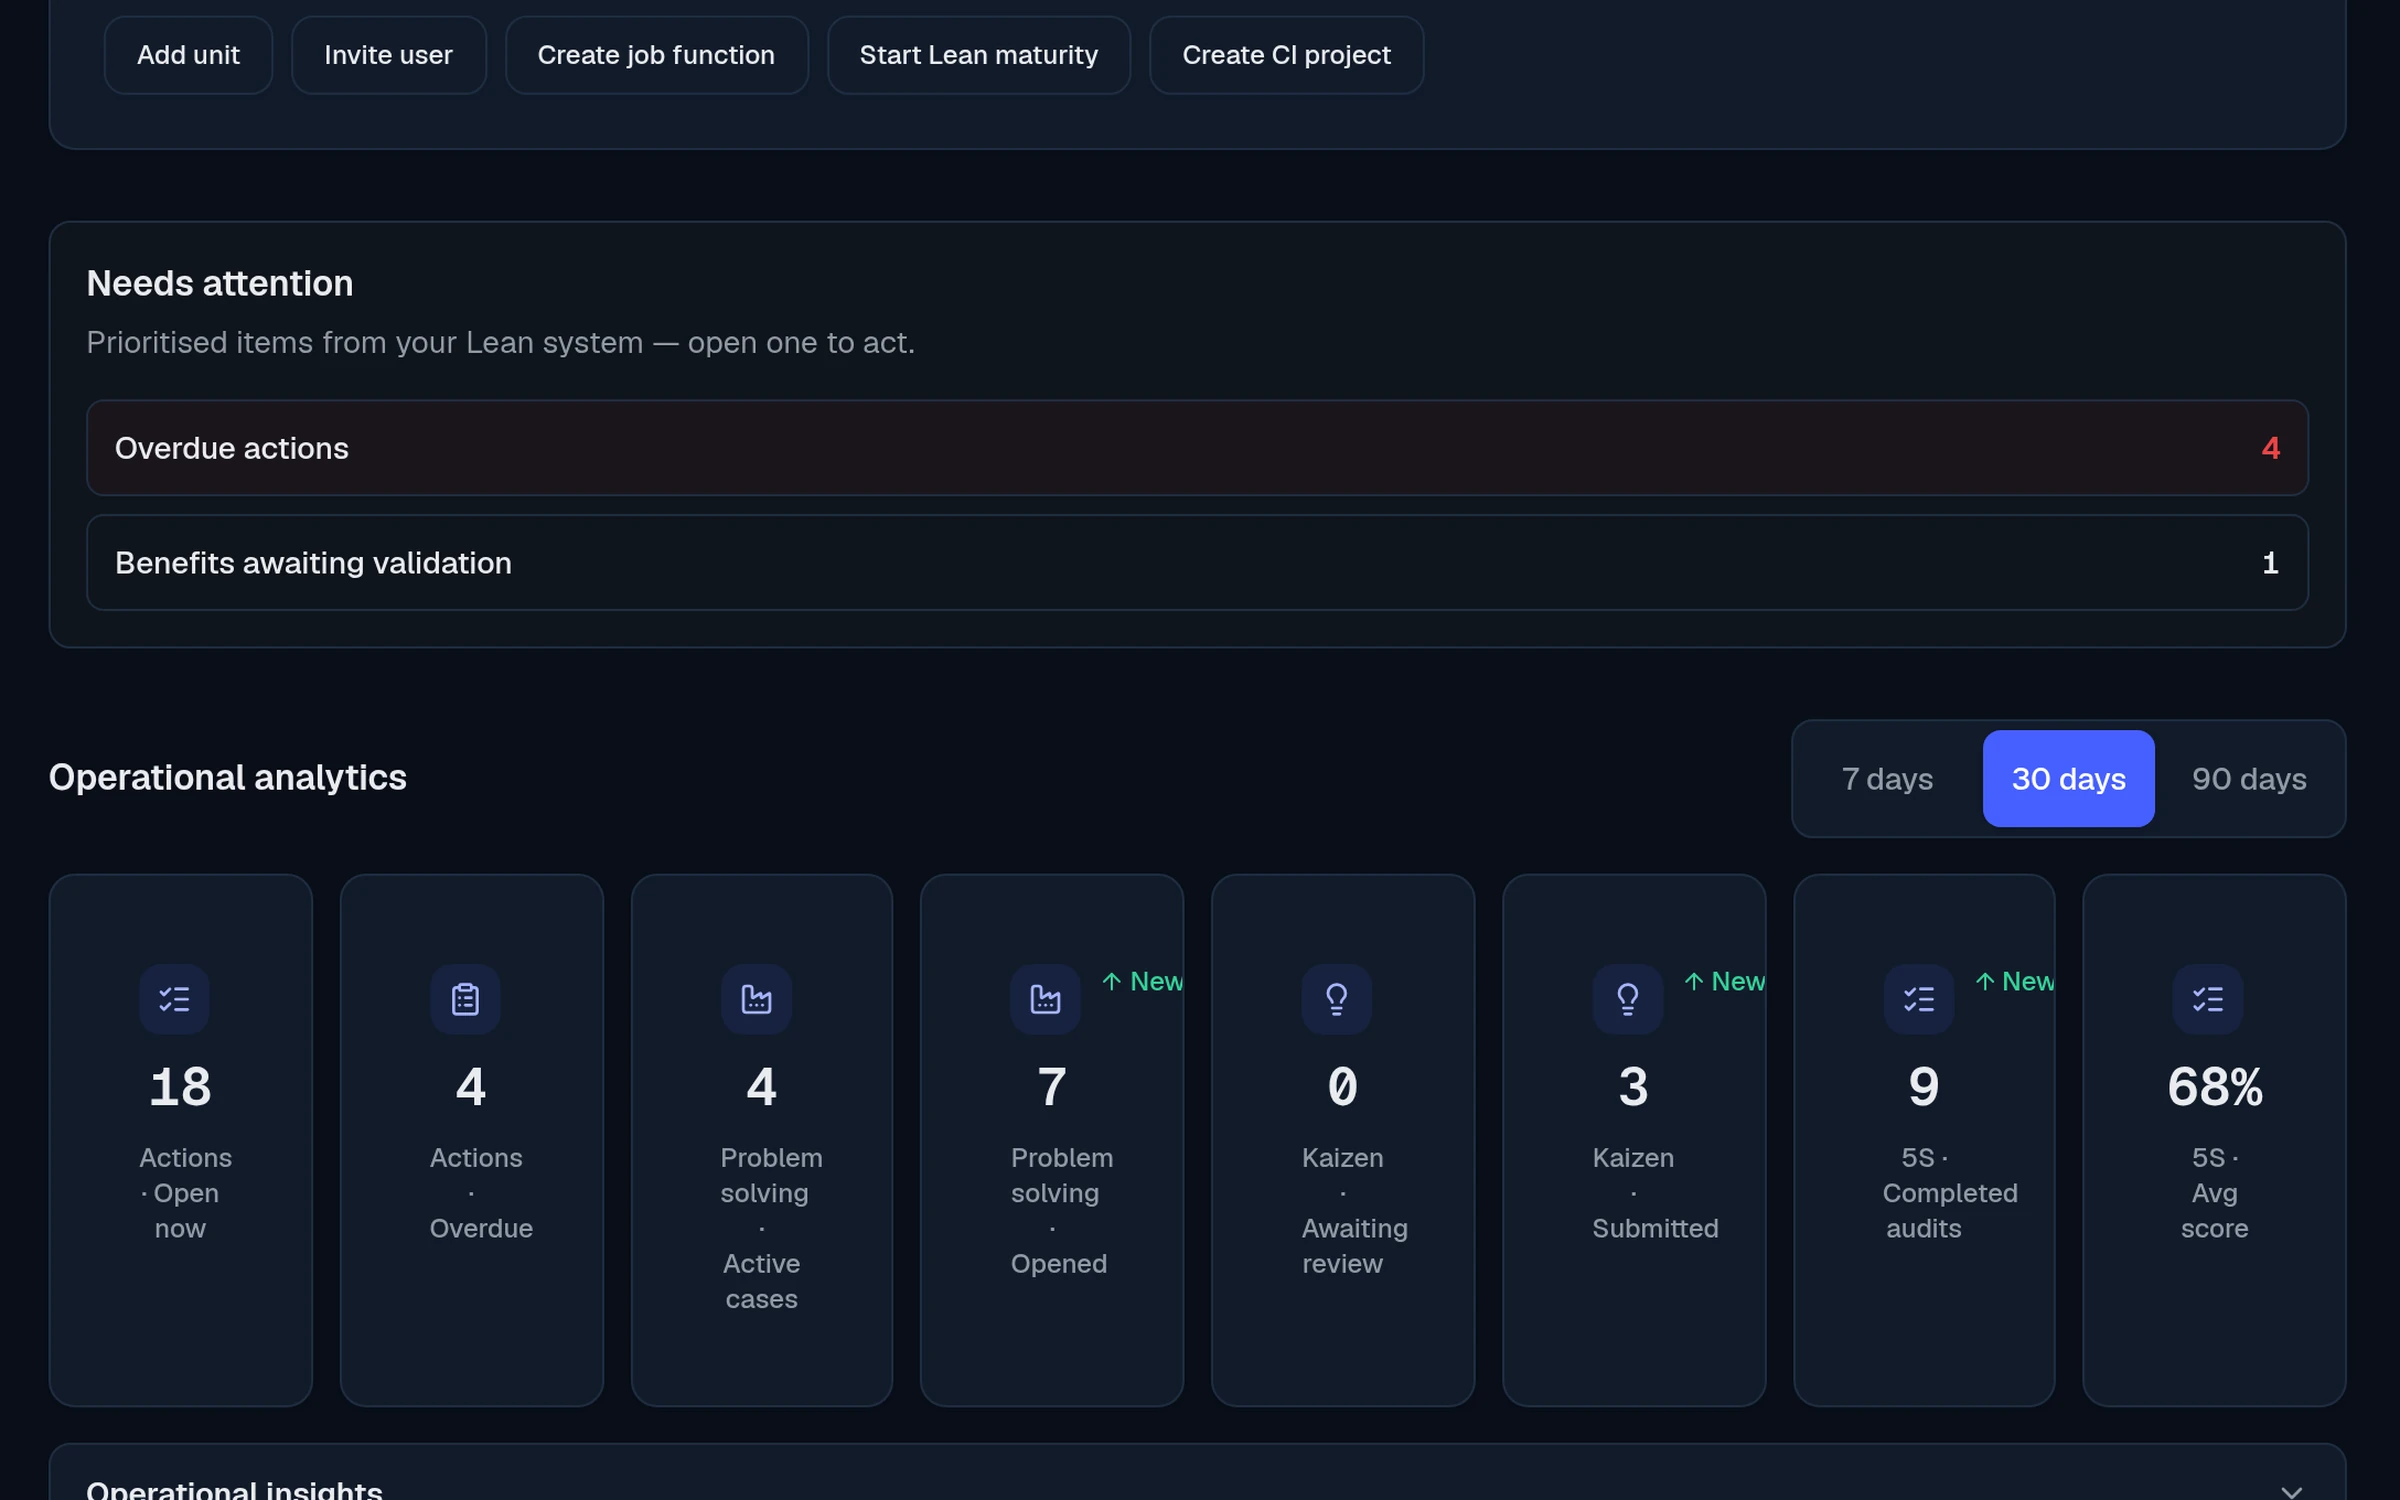 Add unit
Invite user
Create job function
Start Lean maturity
Create CI project
Needs attention
Prioritised items from your Lean system — open one to act.
Overdue actions
4
Benefits awaiting validation
1
Operational analytics
7 days
30 days
90 days
18
Actions
· Open
now
4
Actions
·
Overdue
4
Problem
solving
·
Active
cases
↑ New
7
Problem
solving
·
Opened
0
Kaizen
·
Awaiting
review
↑ New
3
Kaizen
·
Submitted
↑ New
9
5S ·
Completed
audits
68%
5S ·
Avg
score
Operational insights